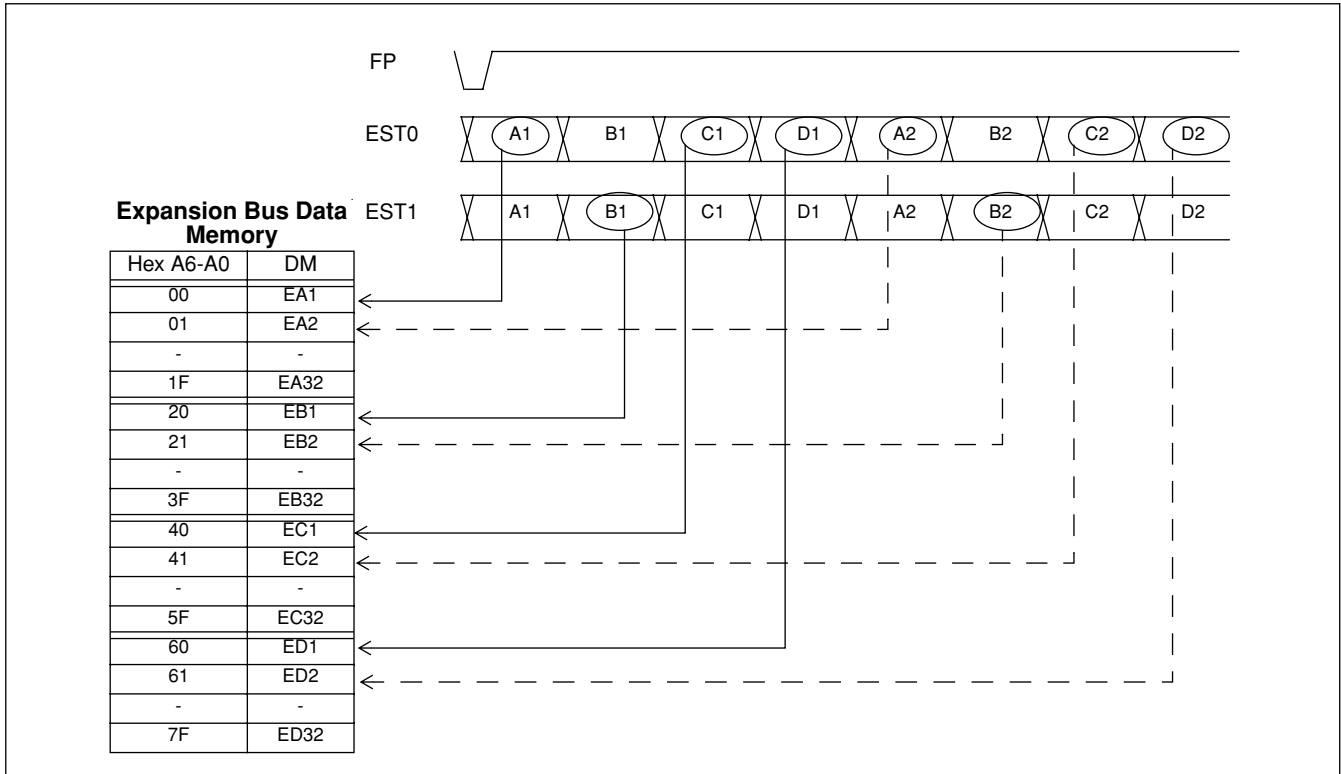 FP
EST0 A1 B1 C1 D1 A2 B2 C2 D2
EST1 A1 B1 C1 D1 A2 B2 C2 D2
Expansion Bus Data
Memory
Hex A6-A0 DM
00 EA1
01 EA2
- -
1F EA32
20 EB1
21 EB2
- -
3F EB32
40 EC1
41 EC2
- -
5F EC32
60 ED1
61 ED2
- -
7F ED32